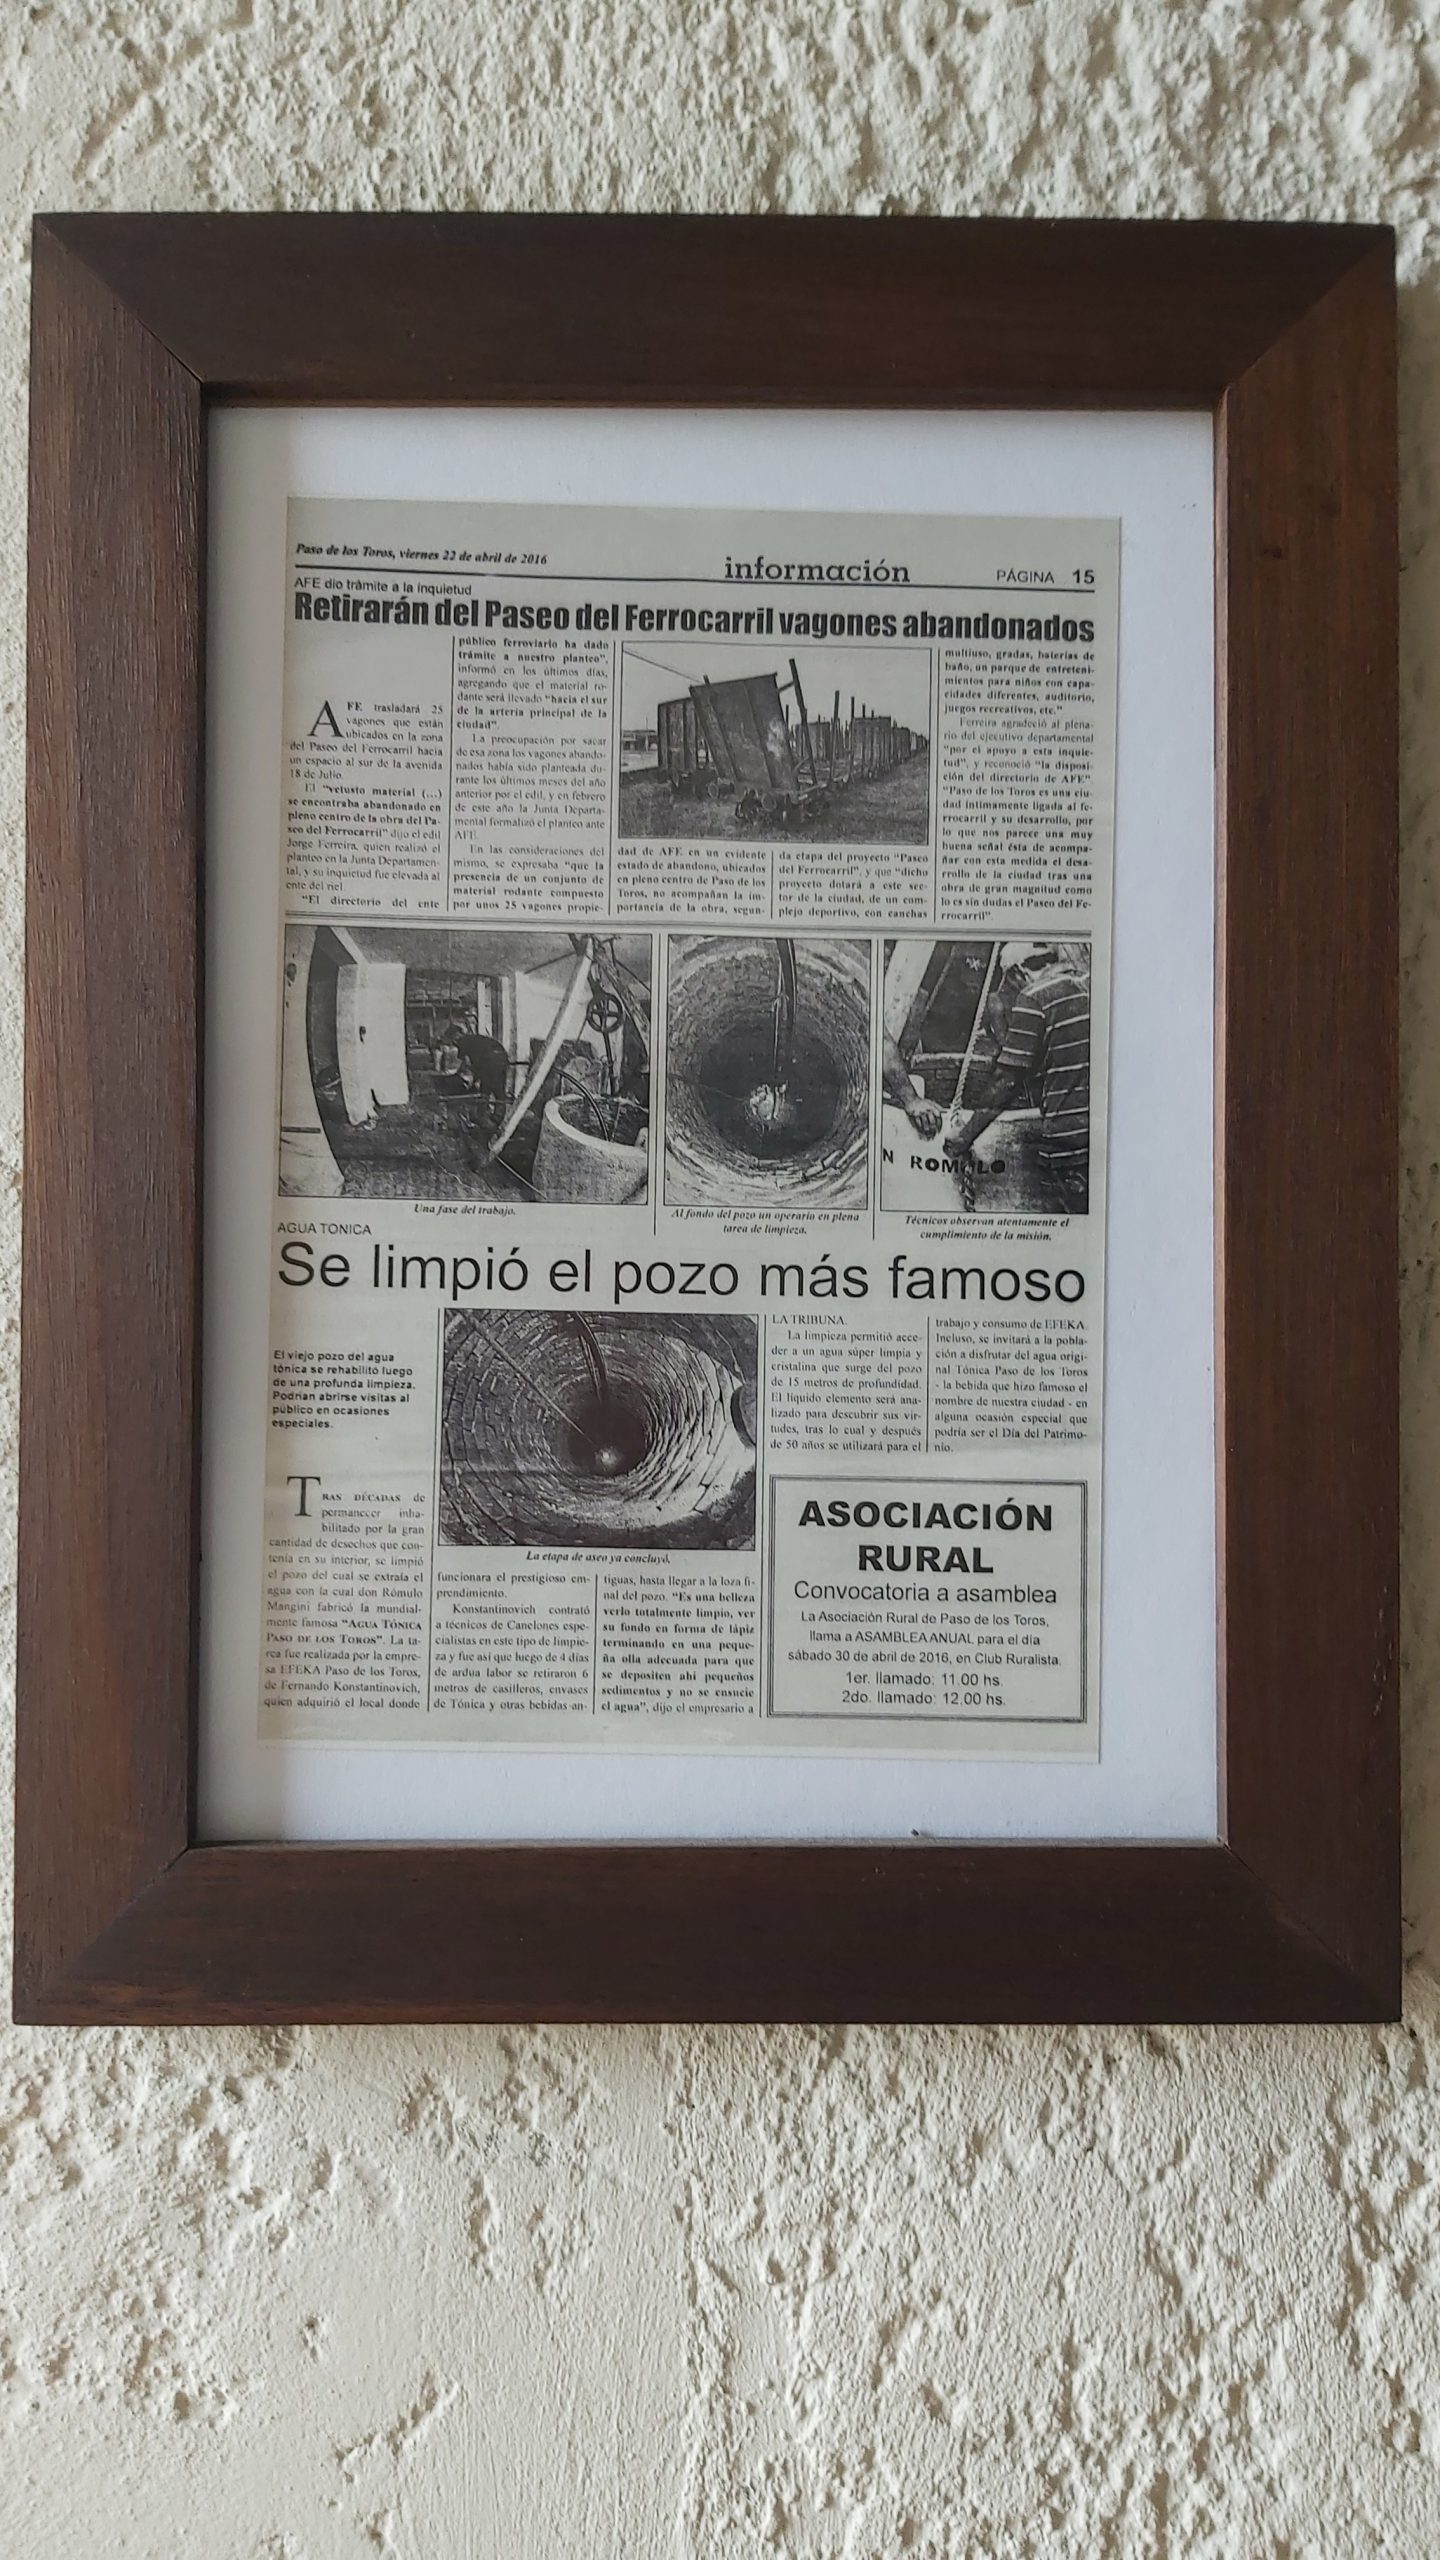 Paso de los Toros, viernes 22 de abril de 2016
información
PÁGINA 15
AFE dio trámite a la inquietud
Retirarán del Paseo del Ferrocarril vagones abandonados
AFE trasladará 25
vagones que están
ubicados en la zona
del Paseo del Ferrocarril hacia
un espacio al sur de la avenida
18 de Julio.
El "vetusto material (...)
se encontraba abandonado en
pleno centro de la obra del Pa-
seo del Ferrocarril" dijo el edil
Jorge Ferreira, quien realizó el
planteo en la Junta Departamen-
tal, y su inquietud fue elevada al
ente del riel.
"El directorio del ente
público ferroviario ha dado
trámite a nuestro planteo",
informó en los últimos días,
agregando que el material ro-
dante será llevado "hacia el sur
de la arteria principal de la
ciudad".
La preocupación por sacar
de esa zona los vagones abando-
nados había sido planteada du-
rante los últimos meses del año
anterior por el edil, y en febrero
de este año la Junta Departa-
mental formalizó el planteo ante
AFE.
En las consideraciones del
mismo, se expresaba "que la
presencia de un conjunto de
material rodante compuesto
por unos 25 vagones propie-
dad de AFE en un evidente
estado de abandono, ubicados
en pleno centro de Paso de los
Toros, no acompañan la im-
portancia de la obra, segun-
da etapa del proyecto "Paseo
del Ferrocarril", y que "dicho
proyecto dotará a este sec-
tor de la ciudad, de un com-
plejo deportivo, con canchas
multiuso, gradas, baterías de
baño, un parque de entreteni-
mientos para niños con capa-
cidades diferentes, auditorio,
juegos recreativos, etc."
Ferreira agradeció al plena-
rio del ejecutivo departamental
"por el apoyo a esta inquie-
tud", y reconoció "la disposi-
ción del directorio de AFE".
"Paso de los Toros es una ciu-
dad íntimamente ligada al fe-
rrocarril y su desarrollo, por
lo que nos parece una muy
buena señal ésta de acompa-
ñar con esta medida el desa-
rrollo de la ciudad tras una
obra de gran magnitud como
lo es sin dudas el Paseo del Fe-
rrocarril".
N ROMULO
Una fase del trabajo.
Al fondo del pozo un operario en plena
tarea de limpieza.
Técnicos observan atentamente el
cumplimiento de la misión.
AGUA TONICA
Se limpió el pozo más famoso
El viejo pozo del agua
tónica se rehabilitó luego
de una profunda limpieza.
Podrían abrirse visitas al
público en ocasiones
especiales.
TRAS DÉCADAS de
permanecer inha-
bilitado por la gran
cantidad de desechos que con-
tenía en su interior, se limpió
el pozo del cual se extraía el
agua con la cual don Rómulo
Mangini fabricó la mundial-
mente famosa "AGUA TÓNICA
PASO DE LOS TOROS". La ta-
rea fue realizada por la empre-
sa EFEKA Paso de los Toros,
de Fernando Konstantinovich,
quien adquirió el local donde
La etapa de aseo ya concluyó.
funcionara el prestigioso em-
prendimiento.
Konstantinovich contrató
a técnicos de Canelones espe-
cialistas en este tipo de limpie-
za y fue así que luego de 4 días
de ardua labor se retiraron 6
metros de casilleros, envases
de Tónica y otras bebidas an-
tiguas, hasta llegar a la loza fi-
nal del pozo. "Es una belleza
verlo totalmente limpio, ver
su fondo en forma de lápiz
terminando en una peque-
ña olla adecuada para que
se depositen ahí pequeños
sedimentos y no se ensucie
el agua", dijo el empresario a
LA TRIBUNA.
La limpieza permitió acce-
der a un agua súper limpia y
cristalina que surge del pozo
de 15 metros de profundidad.
El líquido elemento será ana-
lizado para descubrir sus vir-
tudes, tras lo cual y después
de 50 años se utilizará para el
trabajo y consumo de EFEKA.
Incluso, se invitará a la pobla-
ción a disfrutar del agua origi-
nal Tónica Paso de los Toros
- la bebida que hizo famoso el
nombre de nuestra ciudad - en
alguna ocasión especial que
podría ser el Día del Patrimo-
nio.
ASOCIACIÓN
RURAL
Convocatoria a asamblea
La Asociación Rural de Paso de los Toros,
llama a ASAMBLEA ANUAL para el día
sábado 30 de abril de 2016, en Club Ruralista.
1er. llamado: 11.00 hs.
2do. llamado: 12.00 hs.